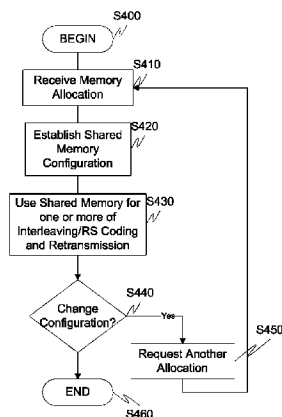 S400
BEGIN
S410
Receive Memory
Allocation
S420
Establish Shared
Memory
Configuration
S430
Use Shared Memory for
one or more of
Interleaving/RS Coding
and Retransmission
S440
Change
Configuration?
Yes
S450
Request Another
Allocation
END
S460